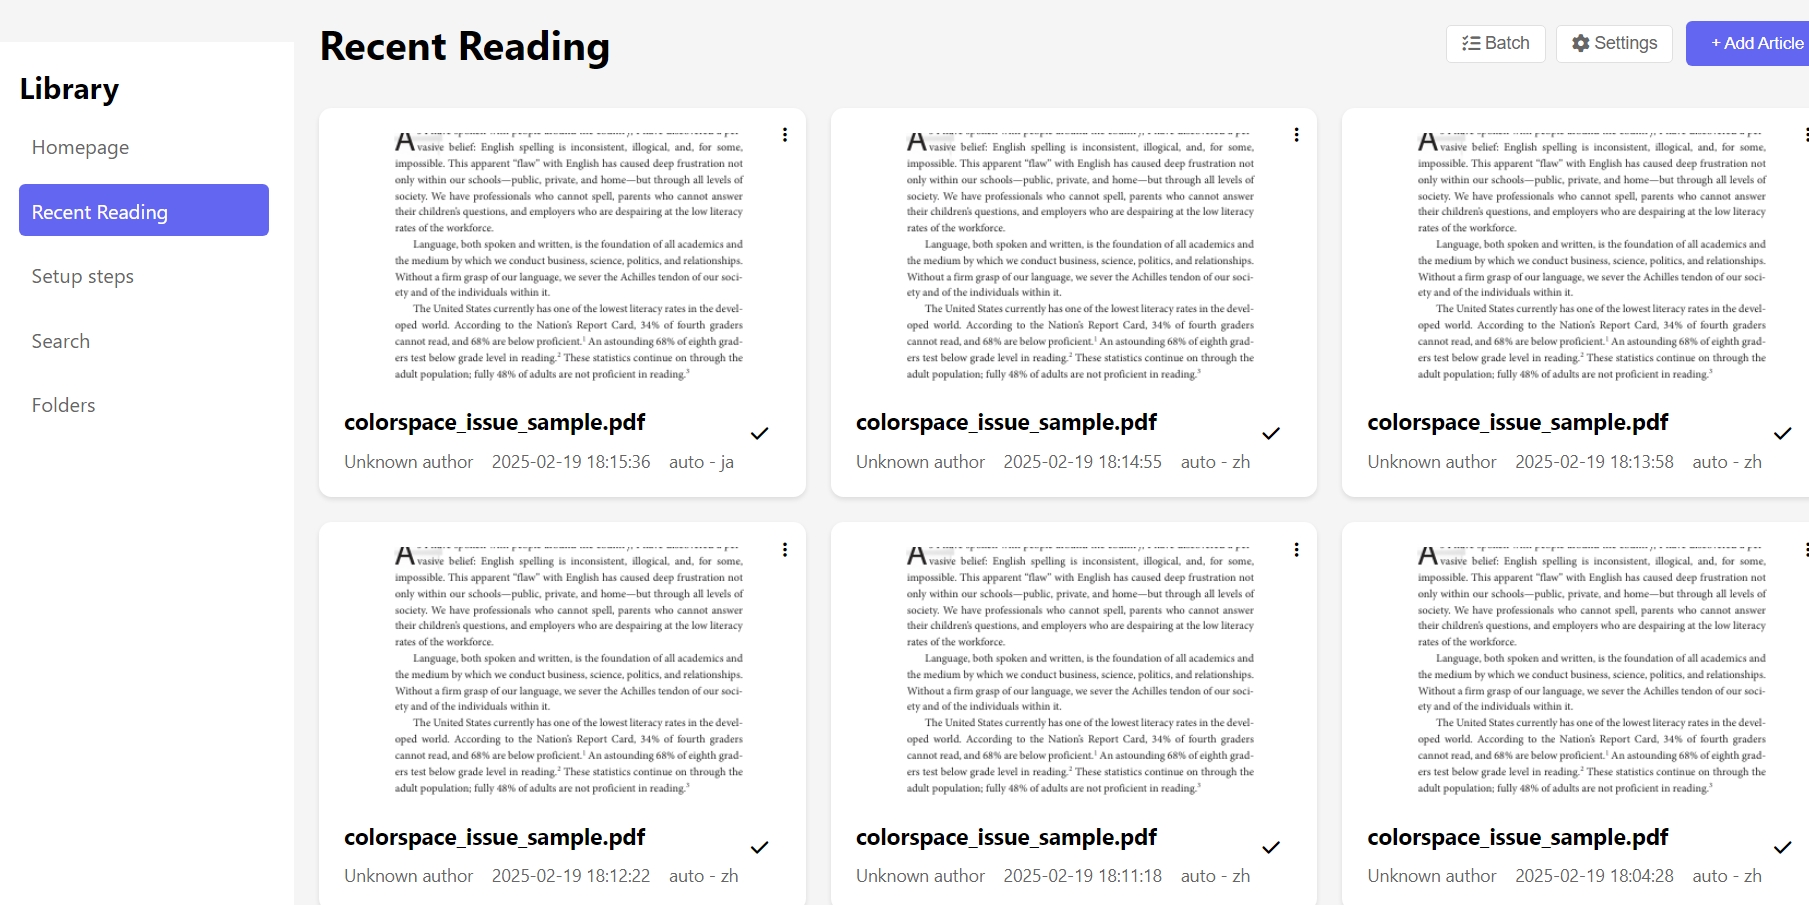 Library
Homepage
Recent Reading
Setup steps
Search
Folders
Recent Reading
Batch
Settings
+ Add Article
A
vasive belief: English spelling is inconsistent, illogical, and, for some,
impossible. This apparent “flaw” with English has caused deep frustration not
only within our schools—public, private, and home—but through all levels of
society. We have professionals who cannot spell, parents who cannot answer
their children’s questions, and employers who are despairing at the low literacy
rates of the workforce.
Language, both spoken and written, is the foundation of all academics and
the medium by which we conduct business, science, politics, and relationships.
Without a firm grasp of our language, we sever the Achilles tendon of our soci-
ety and of the individuals within it.
The United States currently has one of the lowest literacy rates in the devel-
oped world. According to the Nation’s Report Card, 34% of fourth graders
cannot read, and 68% are below proficient.1 An astounding 68% of eighth grad-
ers test below grade level in reading.2 These statistics continue on through the
adult population; fully 48% of adults are not proficient in reading.3
colorspace_issue_sample.pdf
Unknown author 2025-02-19 18:15:36 auto - ja
A
vasive belief: English spelling is inconsistent, illogical, and, for some,
impossible. This apparent “flaw” with English has caused deep frustration not
only within our schools—public, private, and home—but through all levels of
society. We have professionals who cannot spell, parents who cannot answer
their children’s questions, and employers who are despairing at the low literacy
rates of the workforce.
Language, both spoken and written, is the foundation of all academics and
the medium by which we conduct business, science, politics, and relationships.
Without a firm grasp of our language, we sever the Achilles tendon of our soci-
ety and of the individuals within it.
The United States currently has one of the lowest literacy rates in the devel-
oped world. According to the Nation’s Report Card, 34% of fourth graders
cannot read, and 68% are below proficient.1 An astounding 68% of eighth grad-
ers test below grade level in reading.2 These statistics continue on through the
adult population; fully 48% of adults are not proficient in reading.3
colorspace_issue_sample.pdf
Unknown author 2025-02-19 18:14:55 auto - zh
A
vasive belief: English spelling is inconsistent, illogical, and, for some,
impossible. This apparent “flaw” with English has caused deep frustration not
only within our schools—public, private, and home—but through all levels of
society. We have professionals who cannot spell, parents who cannot answer
their children’s questions, and employers who are despairing at the low literacy
rates of the workforce.
Language, both spoken and written, is the foundation of all academics and
the medium by which we conduct business, science, politics, and relationships.
Without a firm grasp of our language, we sever the Achilles tendon of our soci-
ety and of the individuals within it.
The United States currently has one of the lowest literacy rates in the devel-
oped world. According to the Nation’s Report Card, 34% of fourth graders
cannot read, and 68% are below proficient.1 An astounding 68% of eighth grad-
ers test below grade level in reading.2 These statistics continue on through the
adult population; fully 48% of adults are not proficient in reading.3
colorspace_issue_sample.pdf
Unknown author 2025-02-19 18:13:58 auto - zh
A
vasive belief: English spelling is inconsistent, illogical, and, for some,
impossible. This apparent “flaw” with English has caused deep frustration not
only within our schools—public, private, and home—but through all levels of
society. We have professionals who cannot spell, parents who cannot answer
their children’s questions, and employers who are despairing at the low literacy
rates of the workforce.
Language, both spoken and written, is the foundation of all academics and
the medium by which we conduct business, science, politics, and relationships.
Without a firm grasp of our language, we sever the Achilles tendon of our soci-
ety and of the individuals within it.
The United States currently has one of the lowest literacy rates in the devel-
oped world. According to the Nation’s Report Card, 34% of fourth graders
cannot read, and 68% are below proficient.1 An astounding 68% of eighth grad-
ers test below grade level in reading.2 These statistics continue on through the
adult population; fully 48% of adults are not proficient in reading.3
colorspace_issue_sample.pdf
Unknown author 2025-02-19 18:12:22 auto - zh
A
vasive belief: English spelling is inconsistent, illogical, and, for some,
impossible. This apparent “flaw” with English has caused deep frustration not
only within our schools—public, private, and home—but through all levels of
society. We have professionals who cannot spell, parents who cannot answer
their children’s questions, and employers who are despairing at the low literacy
rates of the workforce.
Language, both spoken and written, is the foundation of all academics and
the medium by which we conduct business, science, politics, and relationships.
Without a firm grasp of our language, we sever the Achilles tendon of our soci-
ety and of the individuals within it.
The United States currently has one of the lowest literacy rates in the devel-
oped world. According to the Nation’s Report Card, 34% of fourth graders
cannot read, and 68% are below proficient.1 An astounding 68% of eighth grad-
ers test below grade level in reading.2 These statistics continue on through the
adult population; fully 48% of adults are not proficient in reading.3
colorspace_issue_sample.pdf
Unknown author 2025-02-19 18:11:18 auto - zh
A
vasive belief: English spelling is inconsistent, illogical, and, for some,
impossible. This apparent “flaw” with English has caused deep frustration not
only within our schools—public, private, and home—but through all levels of
society. We have professionals who cannot spell, parents who cannot answer
their children’s questions, and employers who are despairing at the low literacy
rates of the workforce.
Language, both spoken and written, is the foundation of all academics and
the medium by which we conduct business, science, politics, and relationships.
Without a firm grasp of our language, we sever the Achilles tendon of our soci-
ety and of the individuals within it.
The United States currently has one of the lowest literacy rates in the devel-
oped world. According to the Nation’s Report Card, 34% of fourth graders
cannot read, and 68% are below proficient.1 An astounding 68% of eighth grad-
ers test below grade level in reading.2 These statistics continue on through the
adult population; fully 48% of adults are not proficient in reading.3
colorspace_issue_sample.pdf
Unknown author 2025-02-19 18:04:28 auto - zh